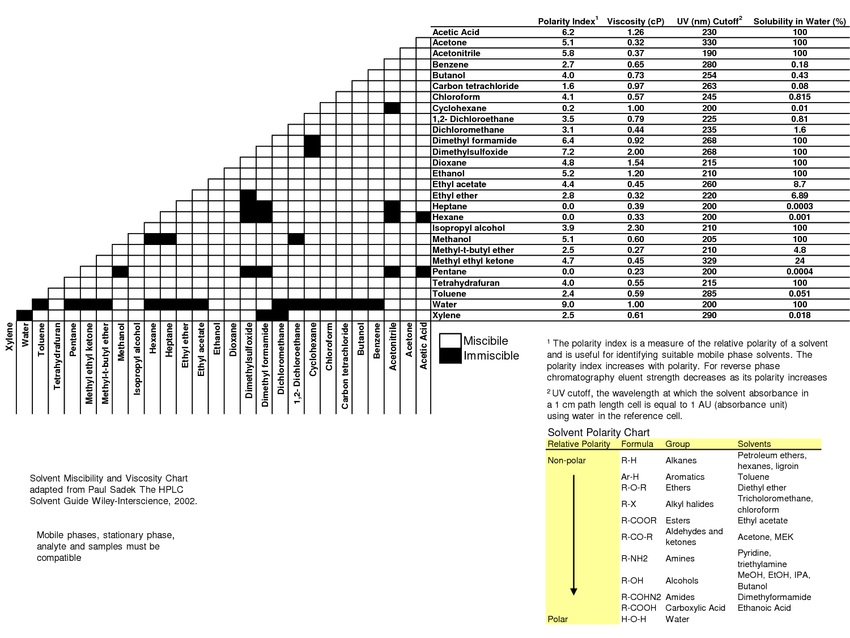 Polarity Index1 Viscosity (cP) UV (nm) Cutoff2 Solubility in Water (%)
Acetic Acid 6.2 1.26 230 100
Acetone 5.1 0.32 330 100
Acetonitrile 5.8 0.37 190 100
Benzene 2.7 0.65 280 0.18
Butanol 4.0 0.73 254 0.43
Carbon tetrachloride 1.6 0.97 263 0.08
Chloroform 4.1 0.57 245 0.815
Cyclohexane 0.2 1.00 200 0.01
1,2- Dichloroethane 3.5 0.79 225 0.81
Dichloromethane 3.1 0.44 235 1.6
Dimethyl formamide 6.4 0.92 268 100
Dimethylsulfoxide 7.2 2.00 268 100
Dioxane 4.8 1.54 215 100
Ethanol 5.2 1.20 210 100
Ethyl acetate 4.4 0.45 260 8.7
Ethyl ether 2.8 0.32 220 6.89
Heptane 0.0 0.39 200 0.0003
Hexane 0.0 0.33 200 0.001
Isopropyl alcohol 3.9 2.30 210 100
Methanol 5.1 0.60 205 100
Methyl-t-butyl ether 2.5 0.27 210 4.8
Methyl ethyl ketone 4.7 0.45 329 24
Pentane 0.0 0.23 200 0.0004
Tetrahydrafuran 4.0 0.55 215 100
Toluene 2.4 0.59 285 0.051
Water 9.0 1.00 200 100
Xylene 2.5 0.61 290 0.018
Xylene
Water
Toluene
Tetrahydrafuran
Pentane
Methyl ethyl ketone
Methyl-t-butyl ether
Methanol
Isopropyl alcohol
Hexane
Heptane
Ethyl ether
Ethyl acetate
Ethanol
Dioxane
Dimethylsulfoxide
Dimethyl formamide
Dichloromethane
1,2- Dichloroethane
Cyclohexane
Chloroform
Carbon tetrachloride
Butanol
Benzene
Acetonitrile
Acetone
Acetic Acid
Miscible
Immiscible
1 The polarity index is a measure of the relative polarity of a solvent
and is useful for identifying suitable mobile phase solvents. The
polarity index increases with polarity. For reverse phase
chromatography eluent strength decreases as its polarity increases
2 UV cutoff, the wavelength at which the solvent absorbance in
a 1 cm path length cell is equal to 1 AU (absorbance unit)
using water in the reference cell.
Solvent Polarity Chart
Relative Polarity Formula Group Solvents
Non-polar R-H Alkanes Petroleum ethers,
hexanes, ligroin
Ar-H Aromatics Toluene
R-O-R Ethers Diethyl ether
R-X Alkyl halides Tricholoromethane,
chloroform
R-COOR Esters Ethyl acetate
R-CO-R Aldehydes and
ketones Acetone, MEK
R-NH2 Amines Pyridine,
triethylamine
R-OH Alcohols MeOH, EtOH, IPA,
Butanol
R-COHN2 Amides Dimethyformamide
R-COOH Carboxylic Acid Ethanoic Acid
Polar H-O-H Water
Solvent Miscibility and Viscosity Chart
adapted from Paul Sadek The HPLC
Solvent Guide Wiley-Interscience, 2002.
Mobile phases, stationary phase,
analyte and samples must be
compatible